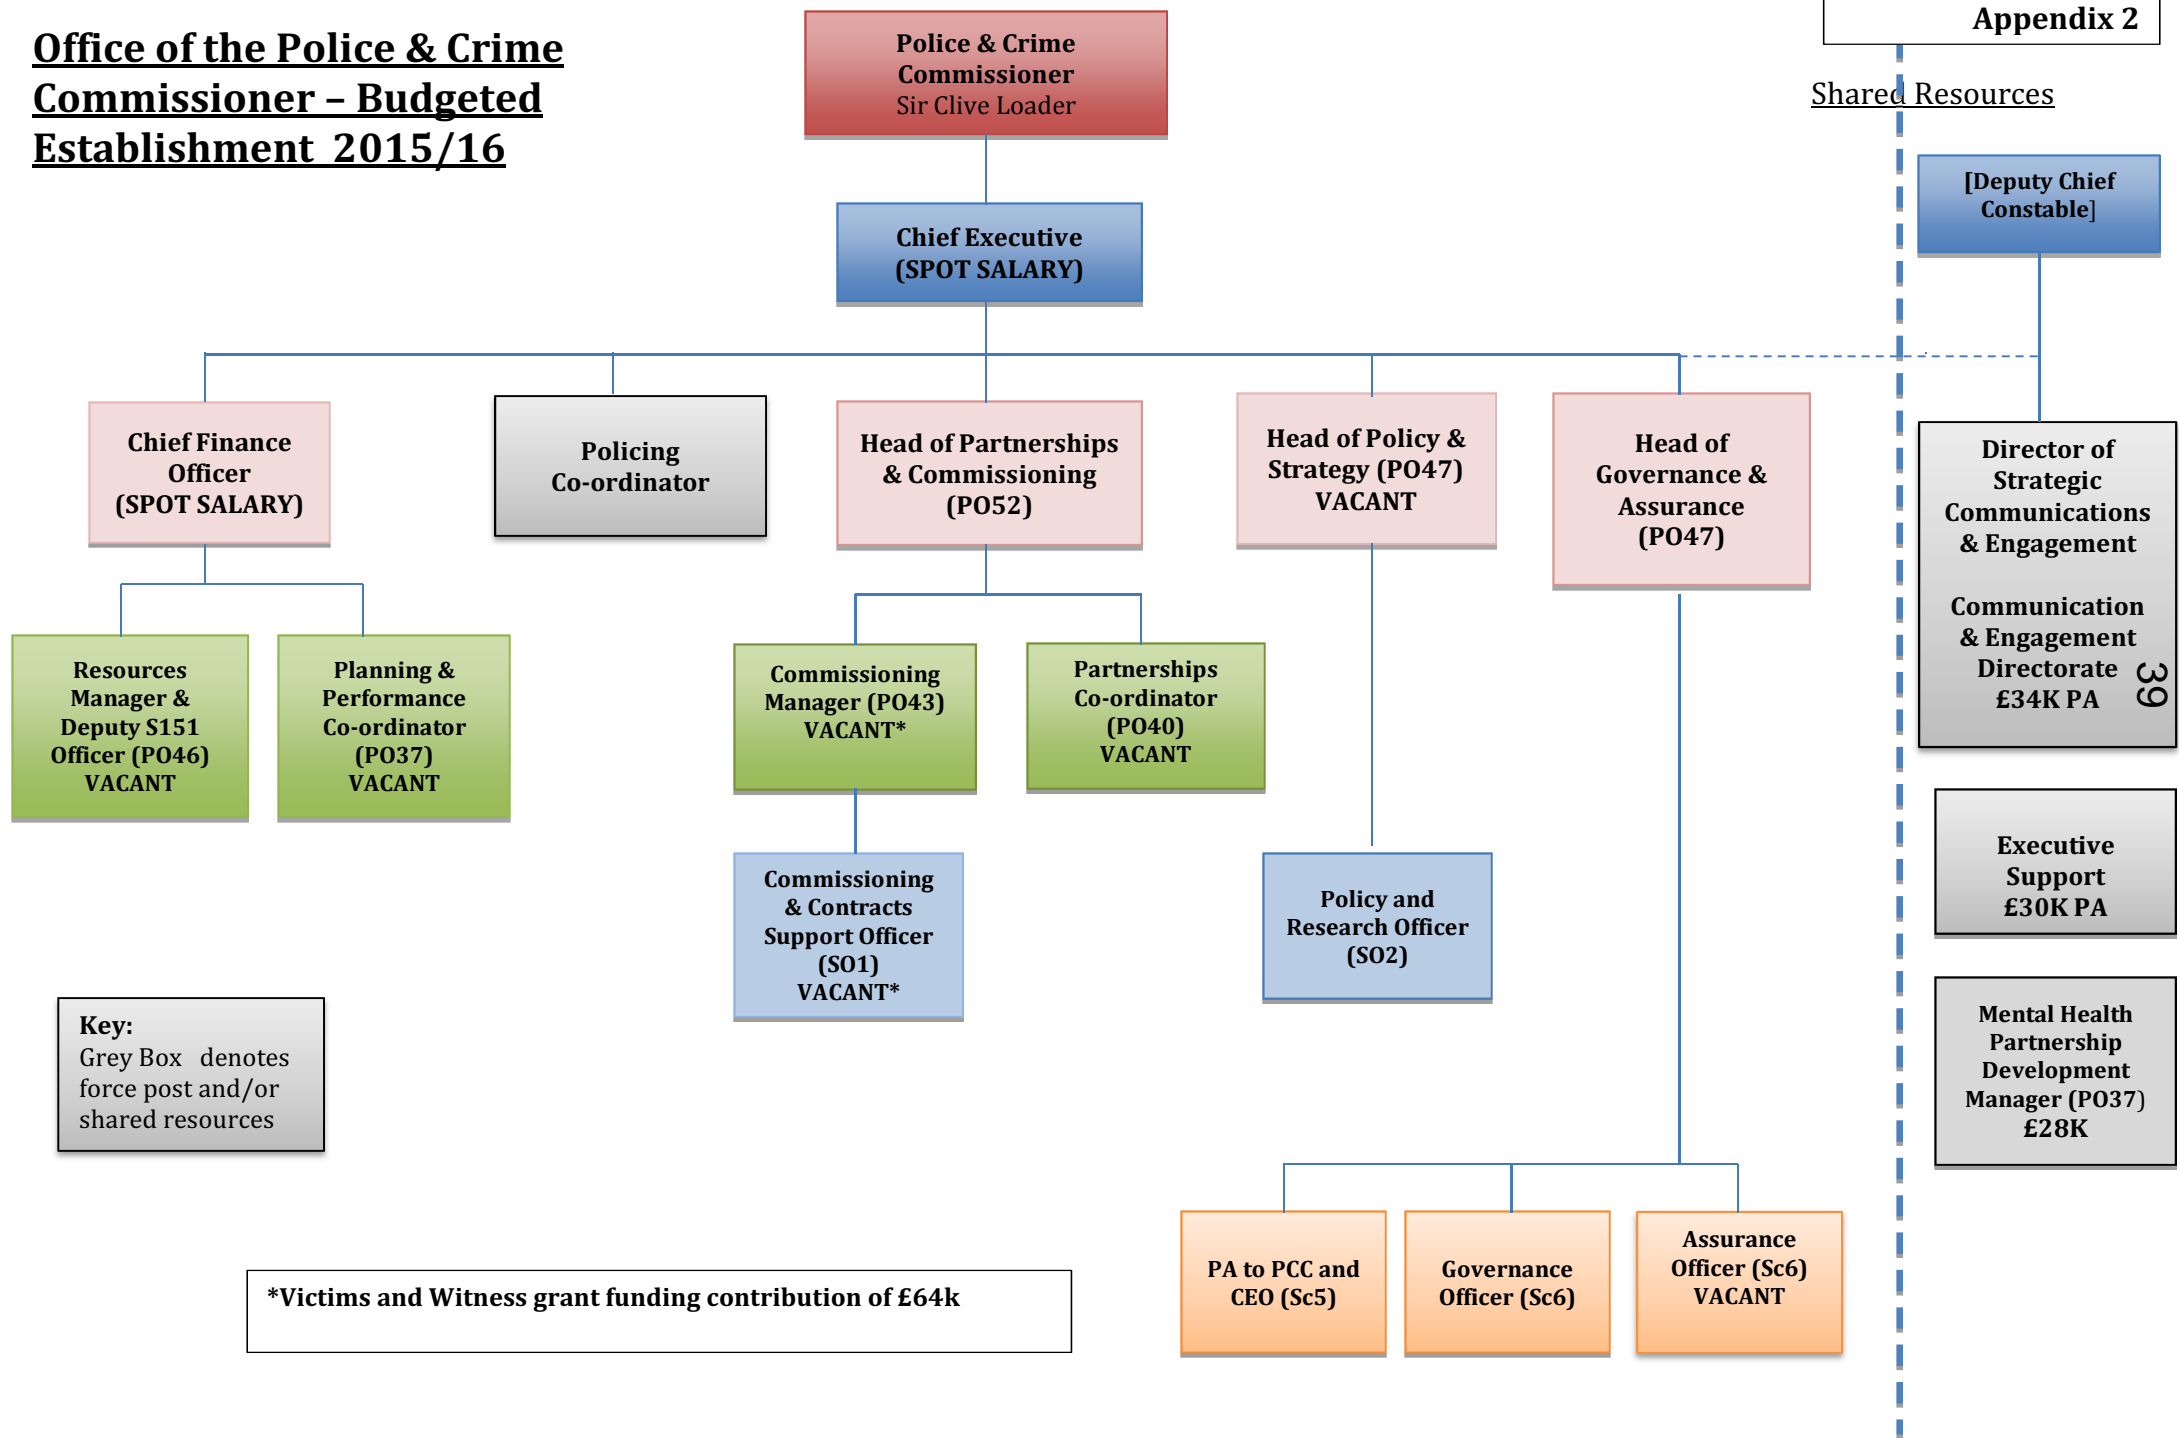 Office of the Police & Crime
Commissioner – Budgeted
Establishment 2015/16
Police & Crime
Commissioner
Sir Clive Loader
Appendix 2
Shared Resources
[Deputy Chief
Constable]
Chief Executive
(SPOT SALARY)
Chief Finance
Officer
(SPOT SALARY)
Policing
Co-ordinator
Head of Partnerships
& Commissioning
(PO52)
Head of Policy &
Strategy (PO47)
VACANT
Head of
Governance &
Assurance
(PO47)
Director of
Strategic
Communications
& Engagement
Communication
& Engagement
Directorate
£34K PA
39
Resources
Manager &
Deputy S151
Officer (PO46)
VACANT
Planning &
Performance
Co-ordinator
(PO37)
VACANT
Commissioning
Manager (PO43)
VACANT*
Partnerships
Co-ordinator
(PO40)
VACANT
Executive
Support
£30K PA
Commissioning
& Contracts
Support Officer
(SO1)
VACANT*
Policy and
Research Officer
(SO2)
Mental Health
Partnership
Development
Manager (PO37)
£28K
Key:
Grey Box denotes
force post and/or
shared resources
PA to PCC and
CEO (Sc5)
Governance
Officer (Sc6)
Assurance
Officer (Sc6)
VACANT
*Victims and Witness grant funding contribution of £64k